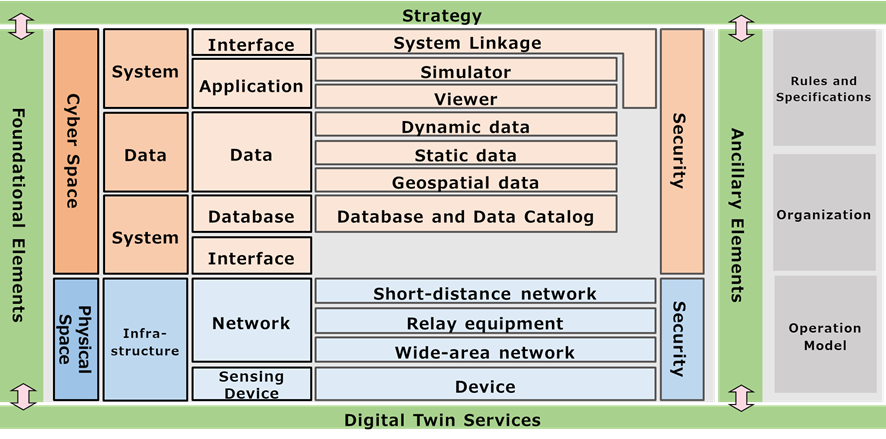 Strategy
Foundational Elements
Cyber Space
System
Interface
System Linkage
Application
Simulator
Viewer
Data
Data
Dynamic data
Static data
Geospatial data
System
Database
Database and Data Catalog
Interface
Security
Physical
Space
Infra-
structure
Network
Short-distance network
Relay equipment
Wide-area network
Sensing
Device
Device
Security
Ancillary Elements
Rules and
Specifications
Organization
Operation
Model
Digital Twin Services